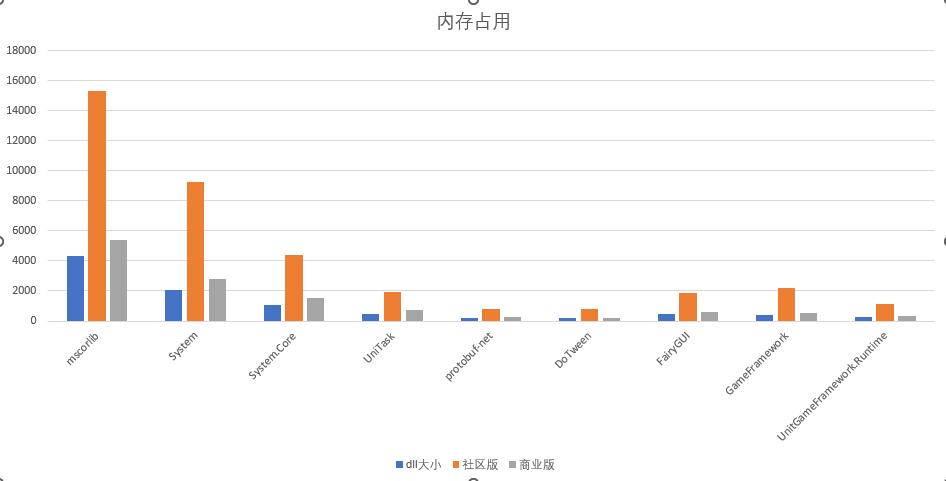 内存占用
18000
16000
14000
12000
10000
8000
6000
4000
2000
0
mscorlib
System
System.Core
UniTask
protobuf-net
DoTween
FairyGUI
GameFramework
UnitGameFramework.Runtime
dll大小 社区版 商业版